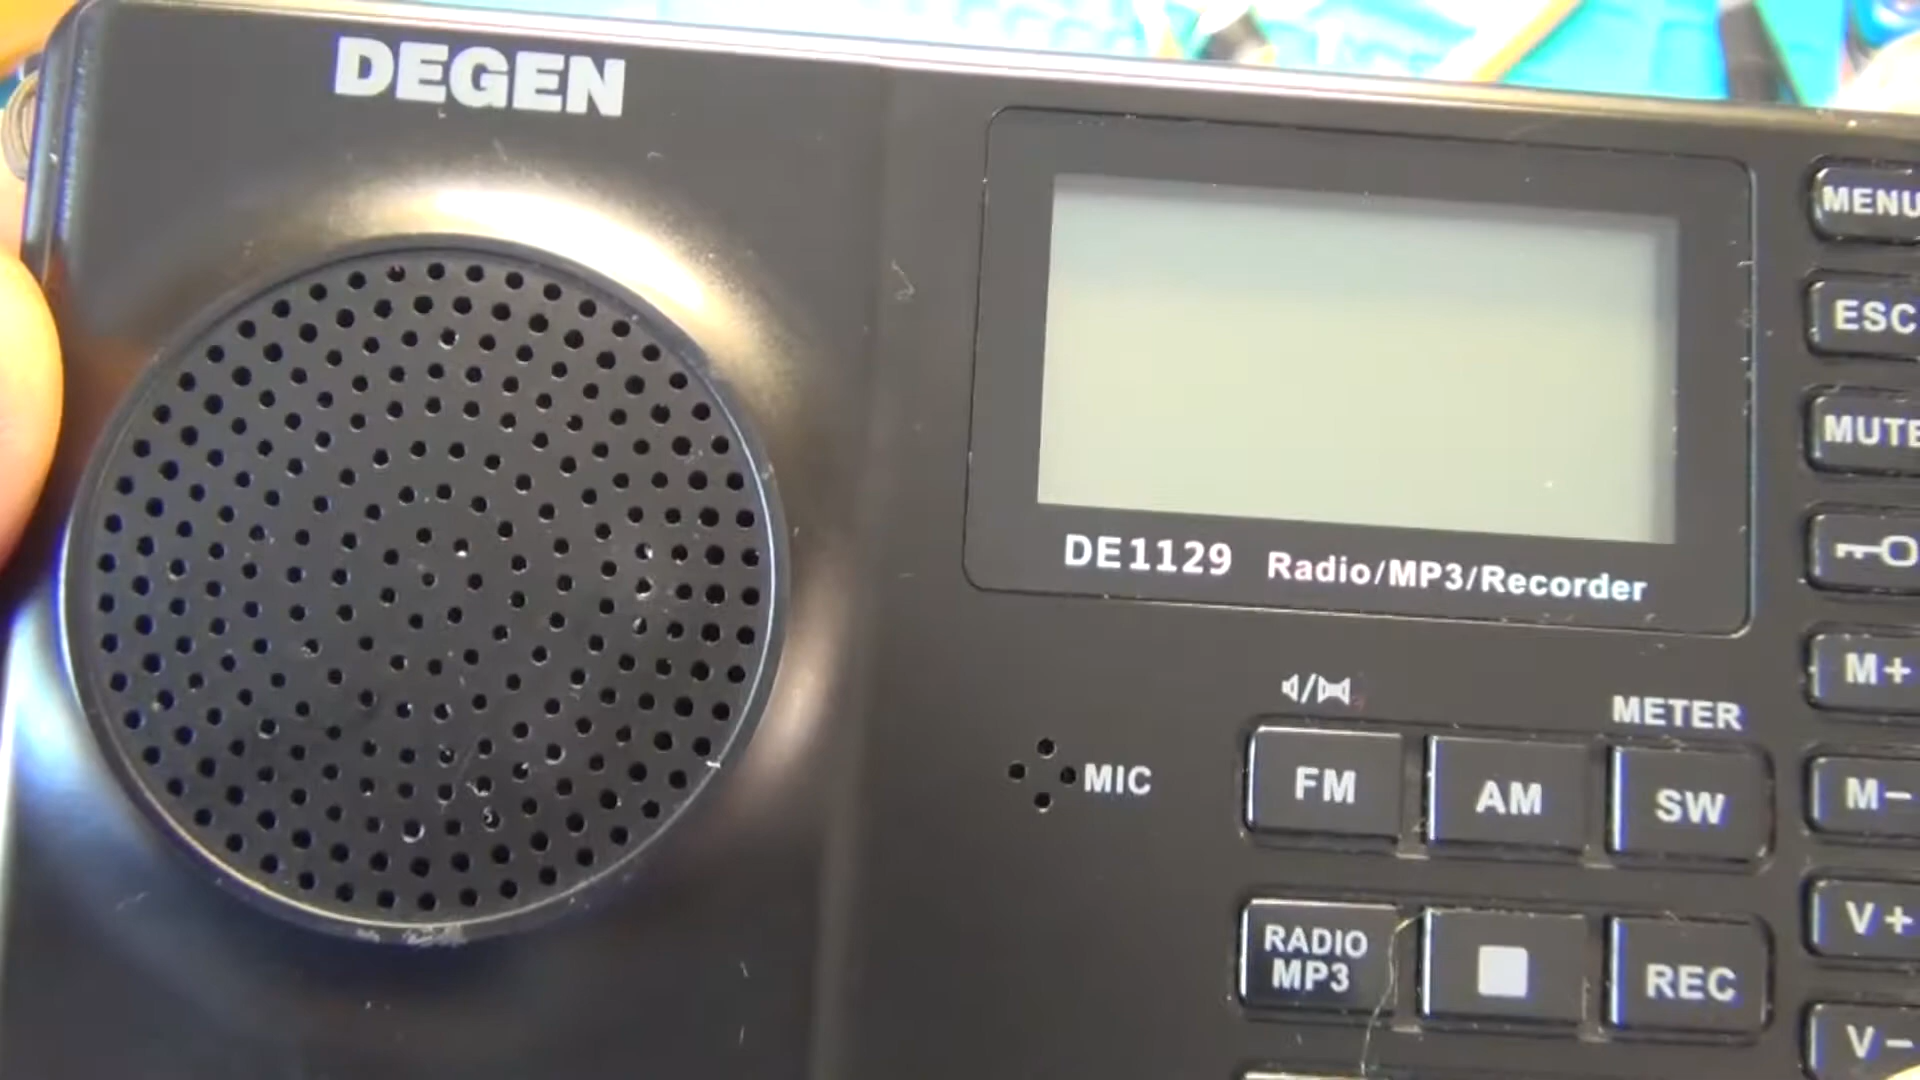 DEGEN
MENU
ESC
MUTE
DE1129 Radio/MP3/Recorder
M+
METER
MIC
FM
AM
SW
M−
RADIO
MP3
REC
V+
V−